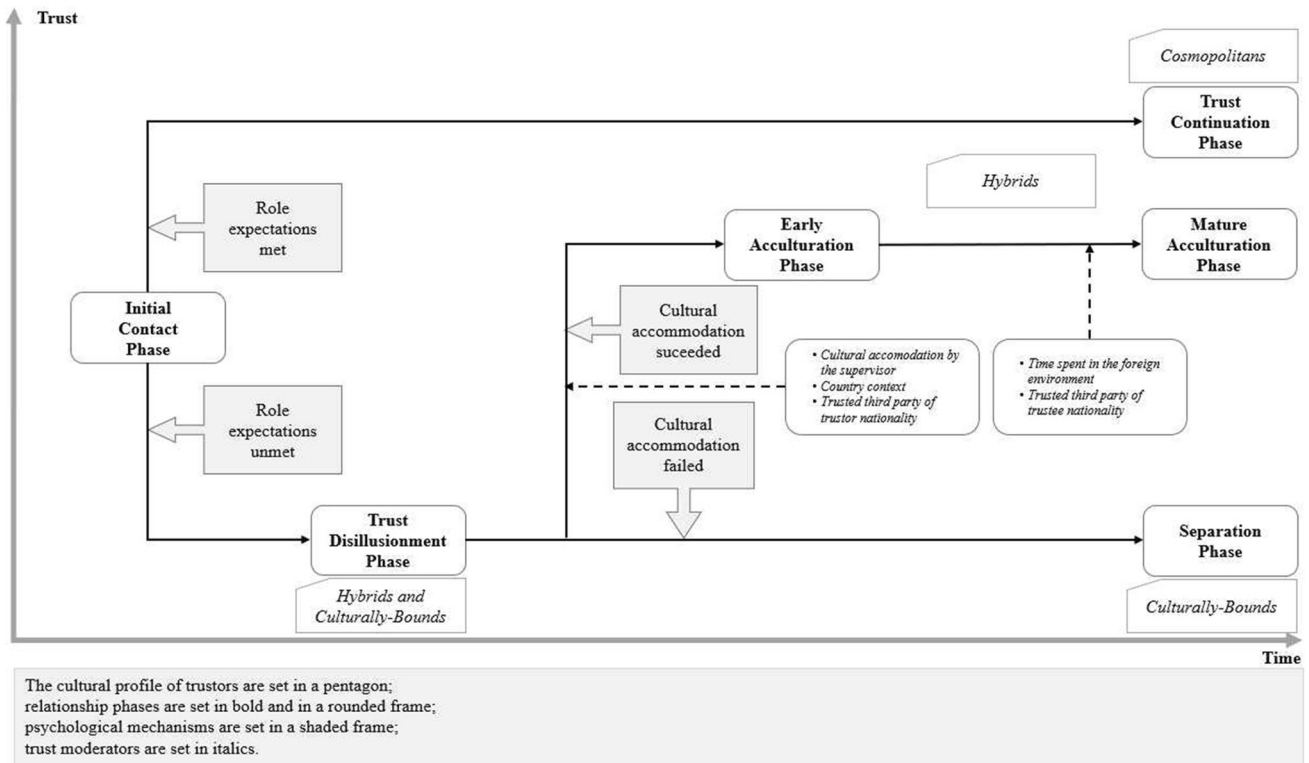 Trust
Cosmopolitans
Trust
Continuation
Phase
Hybrids
Role
expectations
met
Early
Acculturation
Phase
Mature
Acculturation
Phase
Initial
Contact
Phase
Cultural
accommodation
suceeded
• Cultural accomodation by
the supervisor
• Country context
• Trusted third party of
trustor nationality
• Time spent in the foreign
environment
• Trusted third party of
trustee nationality
Role
expectations
unmet
Cultural
accommodation
failed
Trust
Disillusionment
Phase
Separation
Phase
Hybrids and
Culturally-Bounds
Culturally-Bounds
Time
The cultural profile of trustors are set in a pentagon;
relationship phases are set in bold and in a rounded frame;
psychological mechanisms are set in a shaded frame;
trust moderators are set in italics.